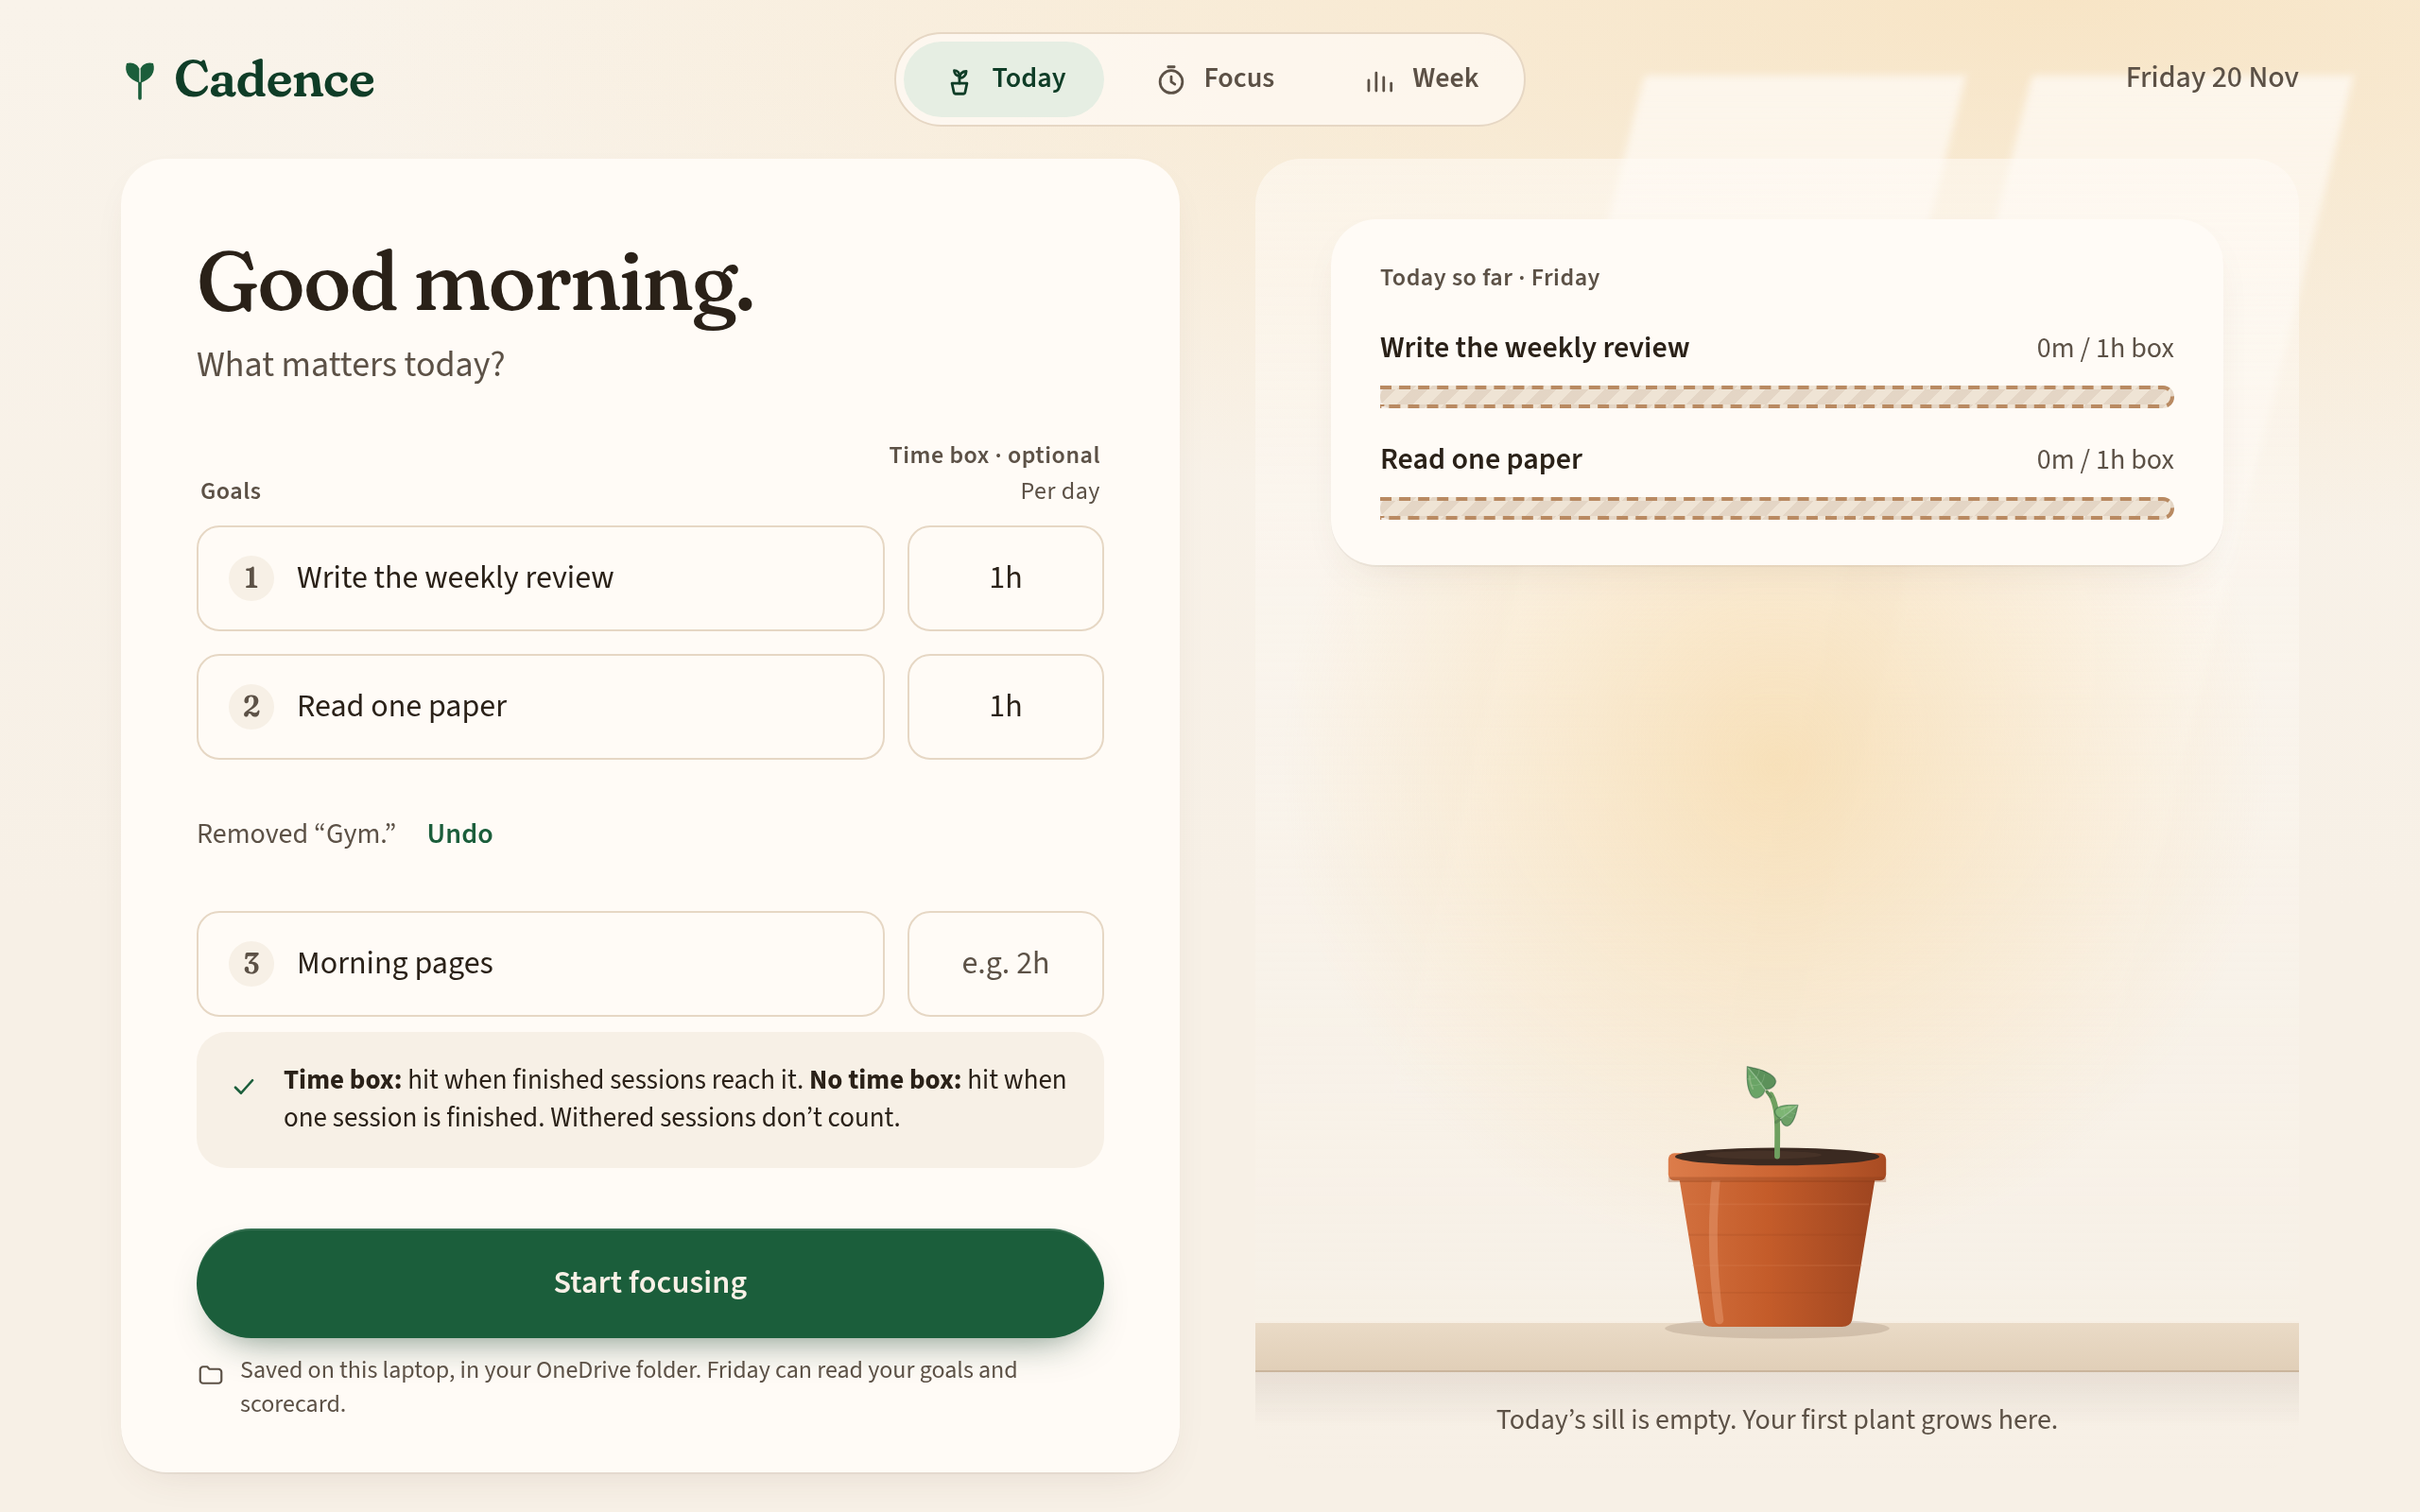 Cadence
Today
Focus
Week
Friday 20 Nov
Good morning.
What matters today?
Time box · optional
Goals
Per day
1 Write the weekly review
1h
2 Read one paper
1h
Removed “Gym.” Undo
3 Morning pages
e.g. 2h
Time box: hit when finished sessions reach it. No time box: hit when
one session is finished. Withered sessions don’t count.
Start focusing
Saved on this laptop, in your OneDrive folder. Friday can read your goals and
scorecard.
Today so far · Friday
Write the weekly review
0m / 1h box
Read one paper
0m / 1h box
Today’s sill is empty. Your first plant grows here.